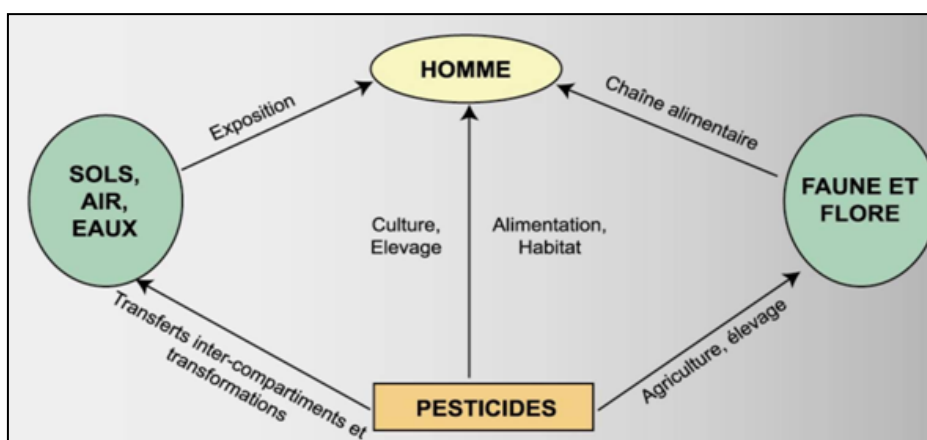 HOMME
Exposition
Chaîne alimentaire
SOLS,
AIR,
EAUX
FAUNE ET
FLORE
Culture,
Elevage
Alimentation,
Habitat
Transferts inter-compartiments et
transformations
Agriculture, élevage
PESTICIDES